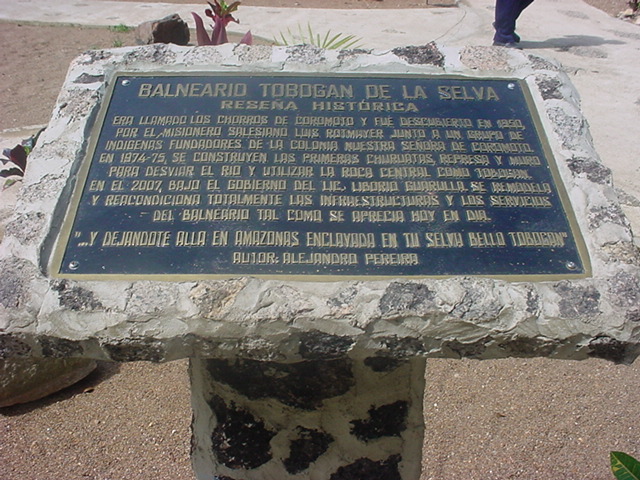 BALNEARIO TOBOGAN DE LA SELVA
RESEÑA HISTÓRICA
ERA LLAMADO LOS CHORROS DE COROMOTO Y FUE DESCUBIERTO EN 1950,
POR EL MISIONERO SALESIANO LUIS ROTMAYER JUNTO A UN GRUPO DE
INDIGENAS FUNDADORES DE LA COLONIA NUESTRA SEÑORA DE COROMOTO.
EN 1974-75, SE CONSTRUYEN LAS PRIMERAS CHURUATAS, REPRESA Y MURO
PARA DESVIAR EL RIO Y UTILIZAR LA ROCA CENTRAL COMO TOBOGAN.
EN EL 2007, BAJO EL GOBIERNO DEL LIC. LIBORIO GUARULLA, SE REMODELA
Y REACONDICIONA TOTALMENTE LAS INFRAESTRUCTURAS Y LOS SERVICIOS
DEL BALNEARIO TAL COMO SE APRECIA HOY EN DIA.
"...Y DEJANDOTE ALLA EN AMAZONAS ENCLAVADA EN TU SELVA BELLO TOBOGAN"
AUTOR: ALEJANDRO PEREIRA